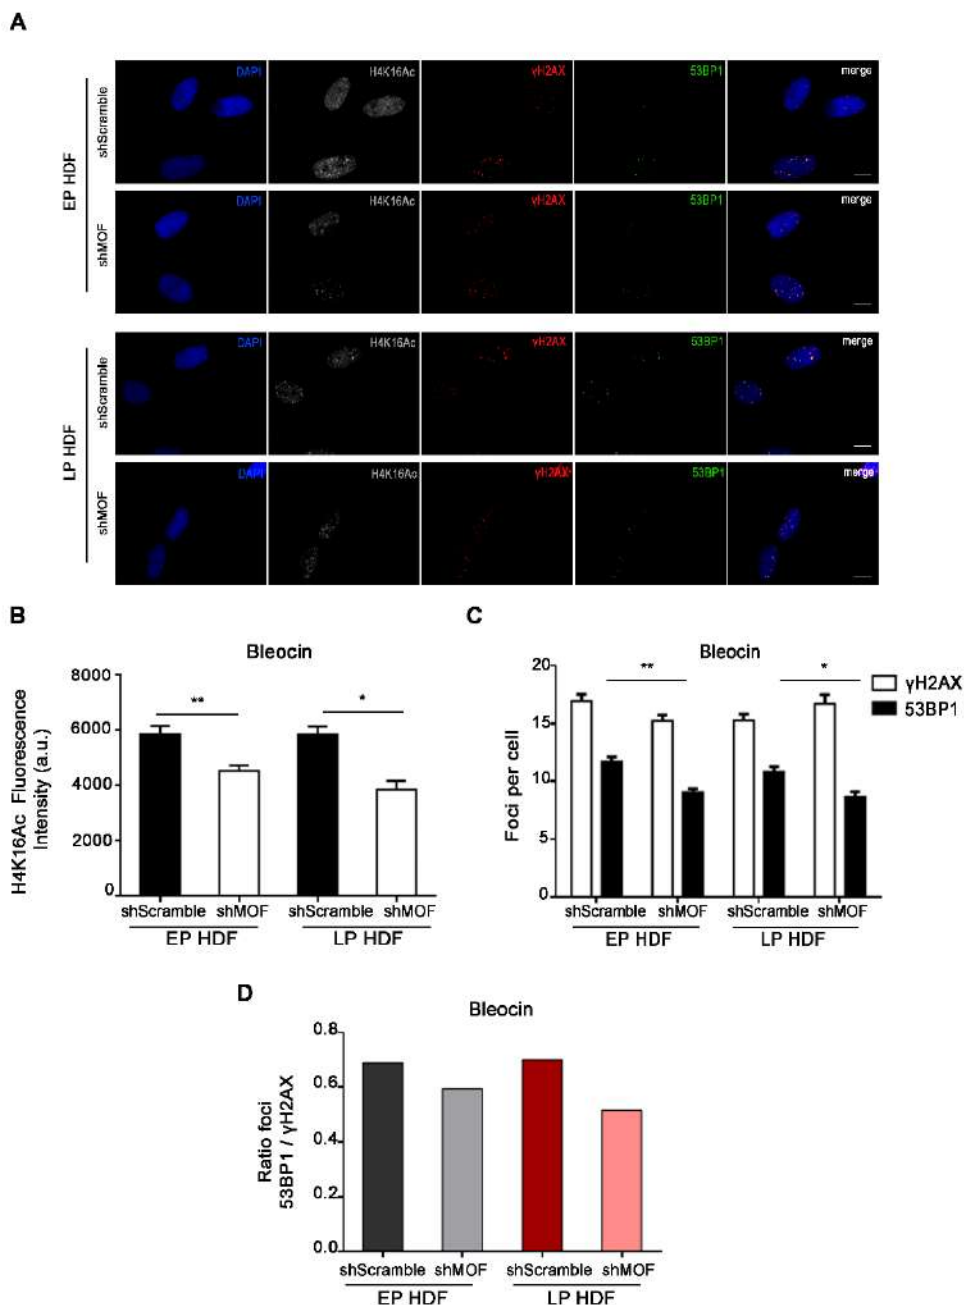 A
EP HDF
shScramble
DAPI H4K16Ac γH2AX 53BP1 merge
shMOF
DAPI H4K16Ac γH2AX 53BP1 merge
LP HDF
shScramble
DAPI H4K16Ac γH2AX 53BP1 merge
shMOF
DAPI H4K16Ac γH2AX 53BP1 merge
B
Bleocin
H4K16Ac Fluorescence
Intensity (a.u.)
8000
6000
4000
2000
0
** *
shScramble shMOF shScramble shMOF
EP HDF LP HDF
C
Bleocin
Foci per cell
20
15
10
5
0
** *
γH2AX
53BP1
shScramble shMOF shScramble shMOF
EP HDF LP HDF
D
Bleocin
Ratio foci
53BP1 / γH2AX
0.8
0.6
0.4
0.2
0.0
shScramble shMOF shScramble shMOF
EP HDF LP HDF